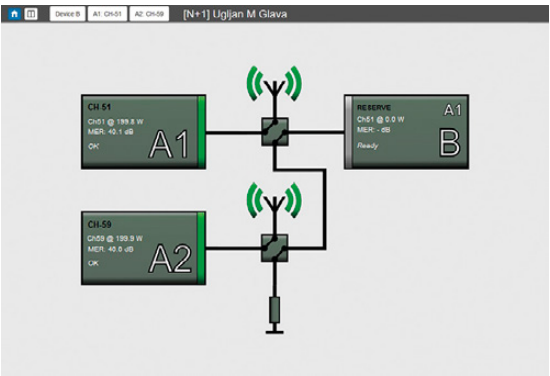 Device B A1: CH-51 A2: CH-59 [N+1] Ugljan M Glava
CH-51
Ch51 @ 199.8 W
MER: 40.1 dB
OK
A1
RESERVE
A1
Ch51 @ 0.0 W
MER: - dB
Ready
B
CH-59
Ch59 @ 199.9 W
MER: 40.0 dB
OK
A2